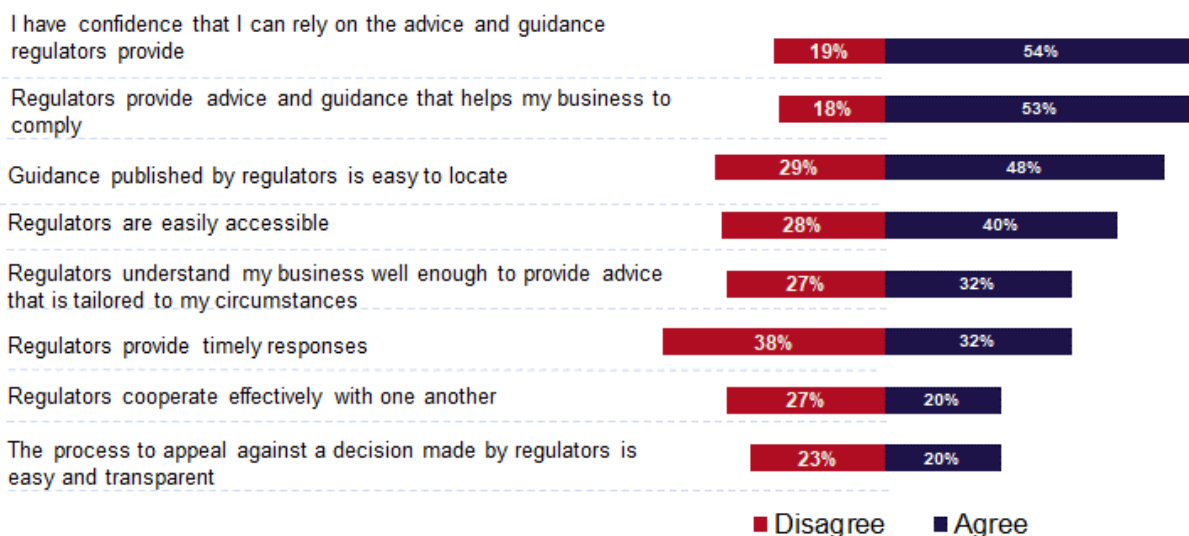 I have confidence that I can rely on the advice and guidance
regulators provide
19% 54%
Regulators provide advice and guidance that helps my business to
comply
18% 53%
Guidance published by regulators is easy to locate
29% 48%
Regulators are easily accessible
28% 40%
Regulators understand my business well enough to provide advice
that is tailored to my circumstances
27% 32%
Regulators provide timely responses
38% 32%
Regulators cooperate effectively with one another
27% 20%
The process to appeal against a decision made by regulators is
easy and transparent
23% 20%
Disagree Agree